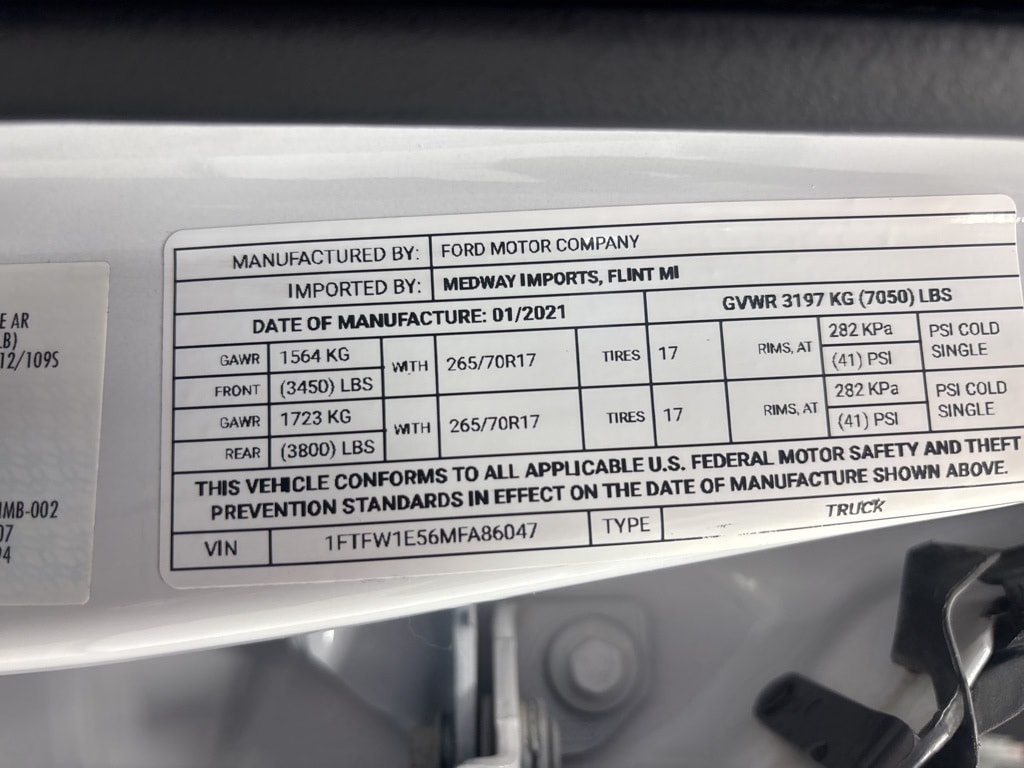 E AR
LB)
12/109S
IMB-002
07
94
MANUFACTURED BY: FORD MOTOR COMPANY
IMPORTED BY: MEDWAY IMPORTS, FLINT MI
DATE OF MANUFACTURE: 01/2021 GVWR 3197 KG (7050) LBS
GAWR 1564 KG WITH 265/70R17 TIRES 17 RIMS, AT 282 KPa PSI COLD
FRONT (3450) LBS (41) PSI SINGLE
GAWR 1723 KG WITH 265/70R17 TIRES 17 RIMS, AT 282 KPa PSI COLD
REAR (3800) LBS (41) PSI SINGLE
THIS VEHICLE CONFORMS TO ALL APPLICABLE U.S. FEDERAL MOTOR SAFETY AND THEFT
PREVENTION STANDARDS IN EFFECT ON THE DATE OF MANUFACTURE SHOWN ABOVE.
VIN 1FTFW1E56MFA86047 TYPE TRUCK